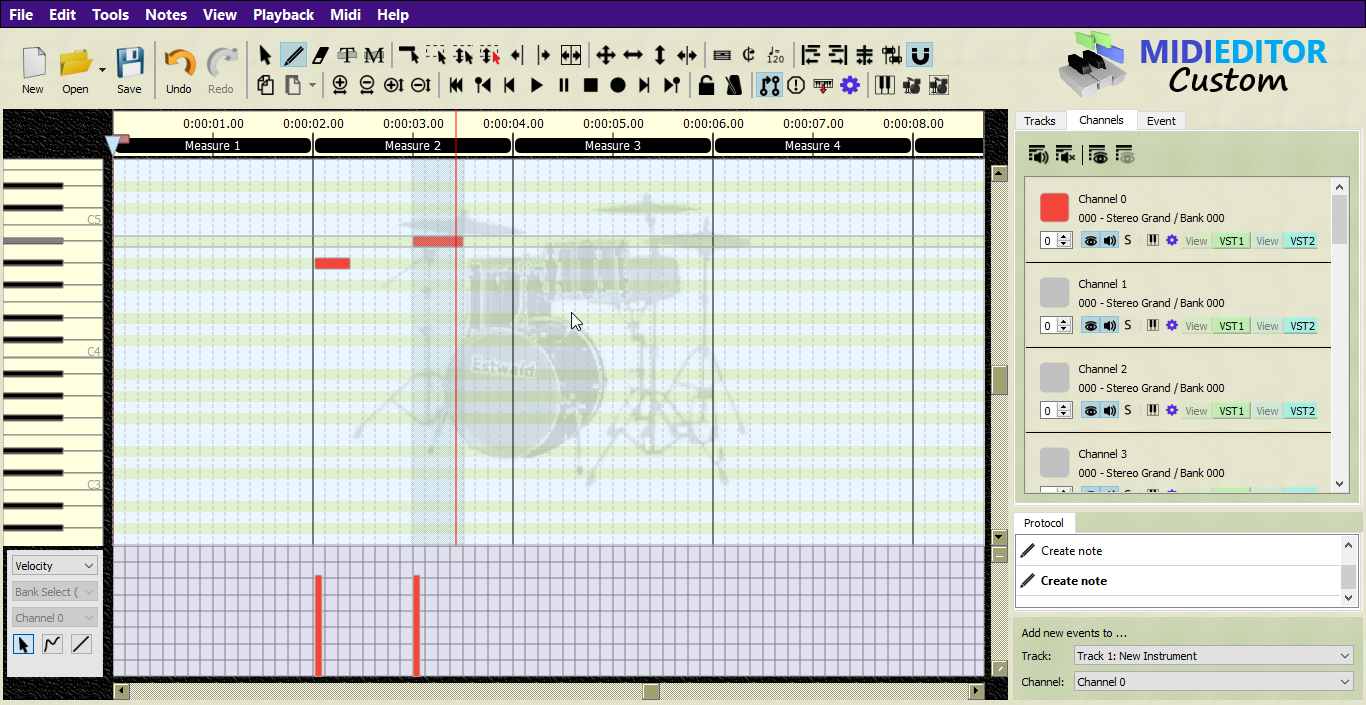 File Edit Tools Notes View Playback Midi Help
New Open Save Undo Redo
MIDIEDITOR
Custom
0:00:01.00 0:00:02.00 0:00:03.00 0:00:04.00 0:00:05.00 0:00:06.00 0:00:07.00 0:00:08.00
Measure 1 Measure 2 Measure 3 Measure 4
C5
C4
C3
Estwald
Velocity
Bank Select (
Channel 0
Tracks Channels Event
Channel 0
000 - Stereo Grand / Bank 000
0 S View VST1 View VST2
Channel 1
000 - Stereo Grand / Bank 000
0 S View VST1 View VST2
Channel 2
000 - Stereo Grand / Bank 000
0 S View VST1 View VST2
Channel 3
000 - Stereo Grand / Bank 000
Protocol
Create note
Create note
Add new events to ...
Track: Track 1: New Instrument
Channel: Channel 0